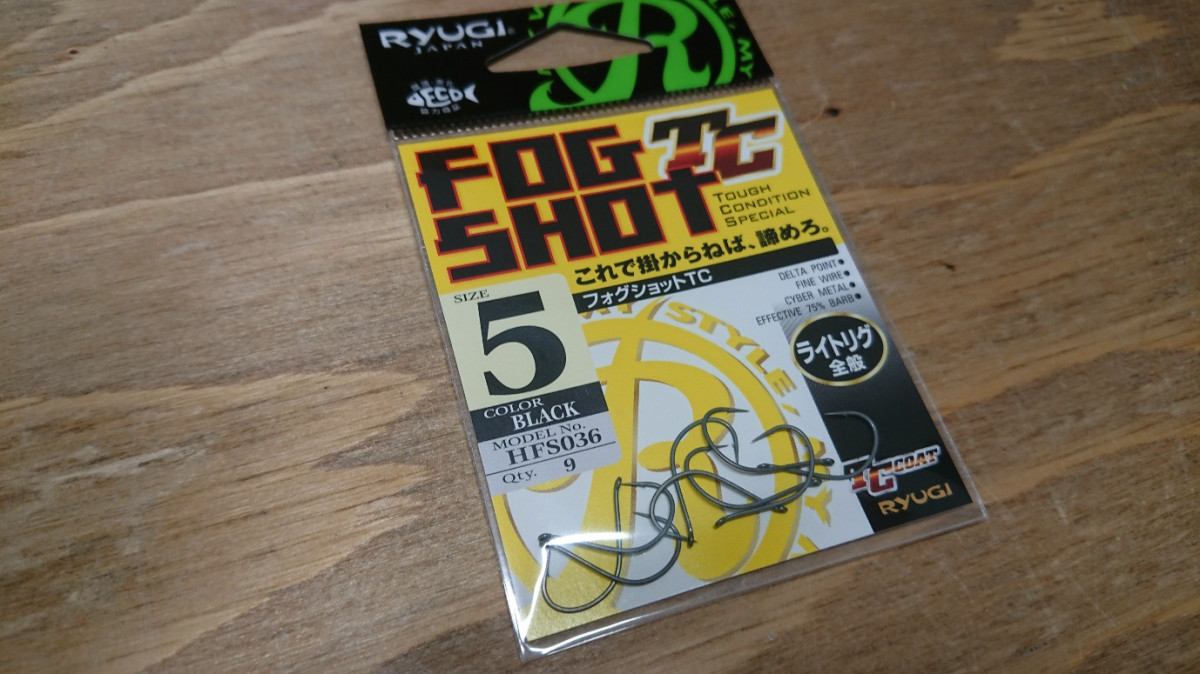 RYUGI
JAPAN
ECO
FOG TC
SHOT
TOUGH
CONDITION
SPECIAL
これで掛からねば、諦めろ。
フォグショットTC
DELTA POINT●
FINE WIRE●
CYBER METAL●
EFFECTIVE 75% BARB●
ライトリグ
全般
SIZE
5
COLOR
BLACK
MODEL No.
HFS036
Qty. 9
STYLE
TC COAT
RYUGI